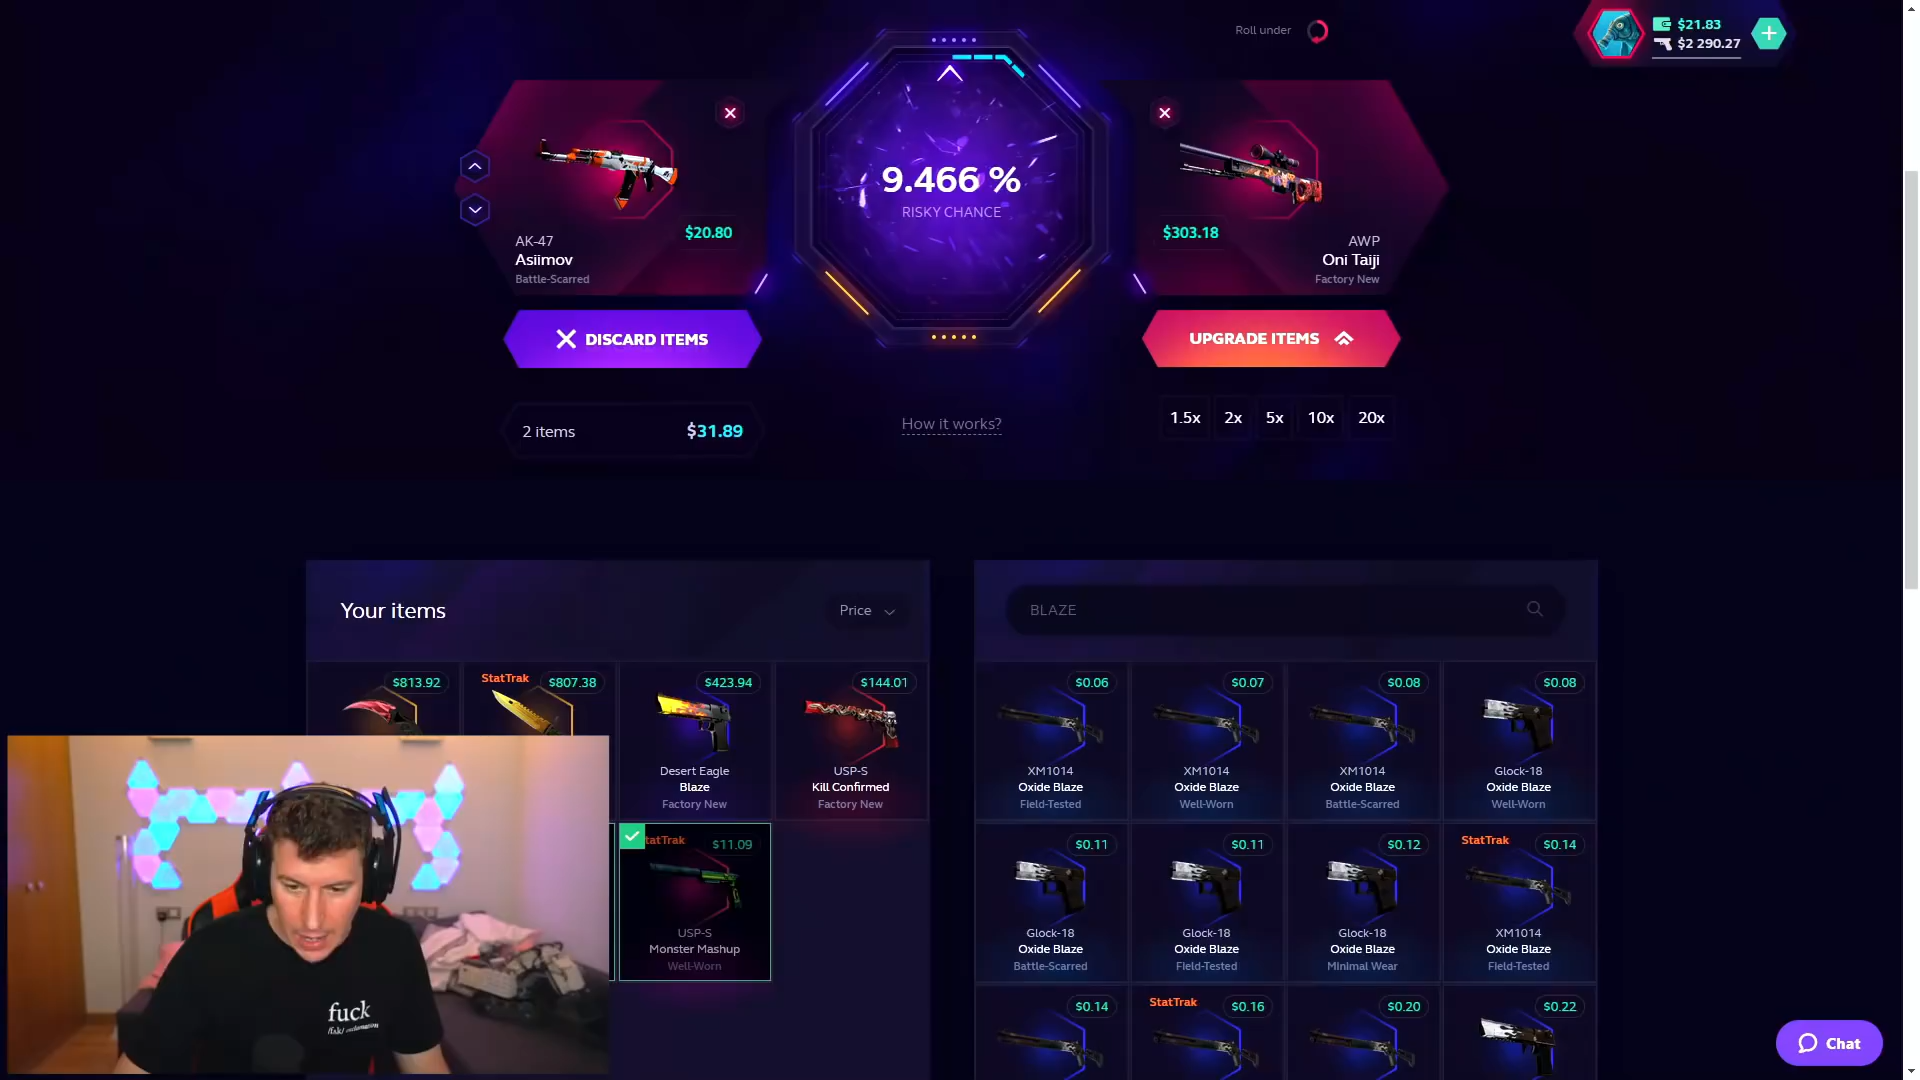 Roll under
$21.83
$2 290.27
9.466 %
RISKY CHANCE
$20.80
AK-47
Asiimov
Battle-Scarred
$303.18
AWP
Oni Taiji
Factory New
DISCARD ITEMS
UPGRADE ITEMS
2 items
$31.89
How it works?
1.5x
2x
5x
10x
20x
Your items
Price
BLAZE
$813.92
StatTrak
$807.38
$423.94
Desert Eagle
Blaze
Factory New
$144.01
USP-S
Kill Confirmed
Factory New
tatTrak
$11.09
USP-S
Monster Mashup
Well-Worn
$0.06
XM1014
Oxide Blaze
Field-Tested
$0.07
XM1014
Oxide Blaze
Well-Worn
$0.08
XM1014
Oxide Blaze
Battle-Scarred
$0.08
Glock-18
Oxide Blaze
Well-Worn
$0.11
Glock-18
Oxide Blaze
Battle-Scarred
$0.11
Glock-18
Oxide Blaze
Field-Tested
$0.12
Glock-18
Oxide Blaze
Minimal Wear
StatTrak
$0.14
XM1014
Oxide Blaze
Field-Tested
$0.14
StatTrak
$0.16
$0.20
$0.22
fuck
Chat